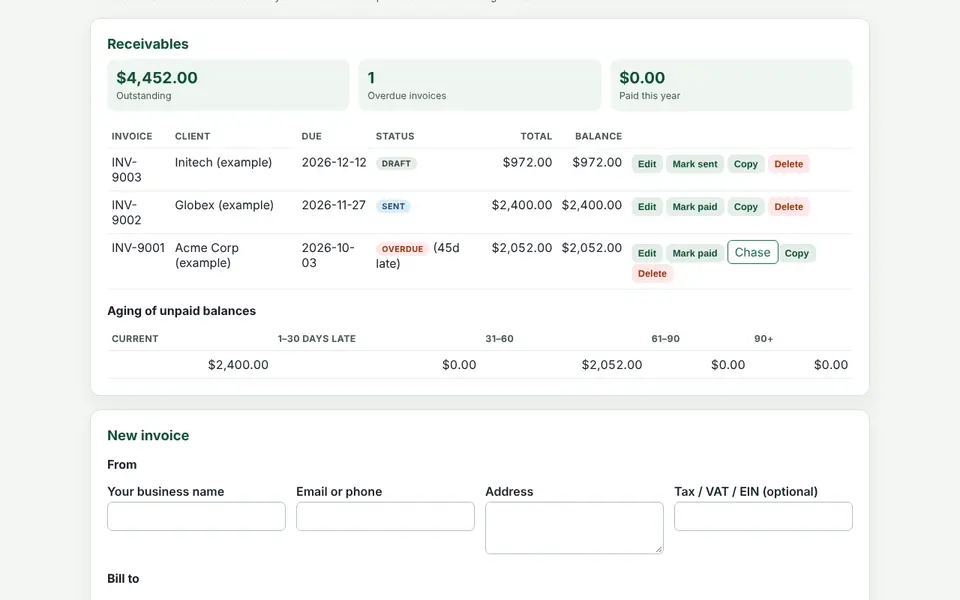 Receivables
$4,452.00
Outstanding
1
Overdue invoices
$0.00
Paid this year
INVOICE CLIENT DUE STATUS TOTAL BALANCE
INV-9003 Initech (example) 2026-12-12 DRAFT $972.00 $972.00 Edit Mark sent Copy Delete
INV-9002 Globex (example) 2026-11-27 SENT $2,400.00 $2,400.00 Edit Mark paid Copy Delete
INV-9001 Acme Corp (example) 2026-10-03 OVERDUE (45d late) $2,052.00 $2,052.00 Edit Mark paid Chase Copy Delete
Aging of unpaid balances
CURRENT 1–30 DAYS LATE 31–60 61–90 90+
$2,400.00 $0.00 $2,052.00 $0.00 $0.00
New invoice
From
Your business name Email or phone Address Tax / VAT / EIN (optional)
Bill to